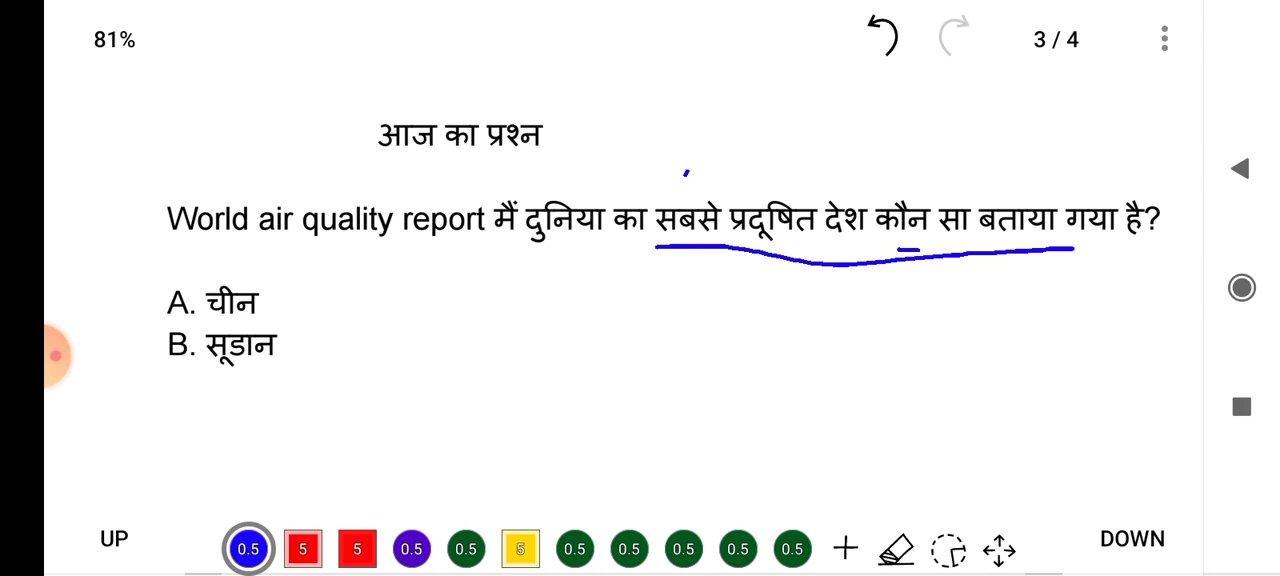 81%
3 / 4
आज का प्रश्न
World air quality report मैं दुनिया का सबसे प्रदूषित देश कौन सा बताया गया है?
A. चीन
B. सूडान
UP
0.5 5 5 0.5 0.5 5 0.5 0.5 0.5 0.5 0.5
DOWN